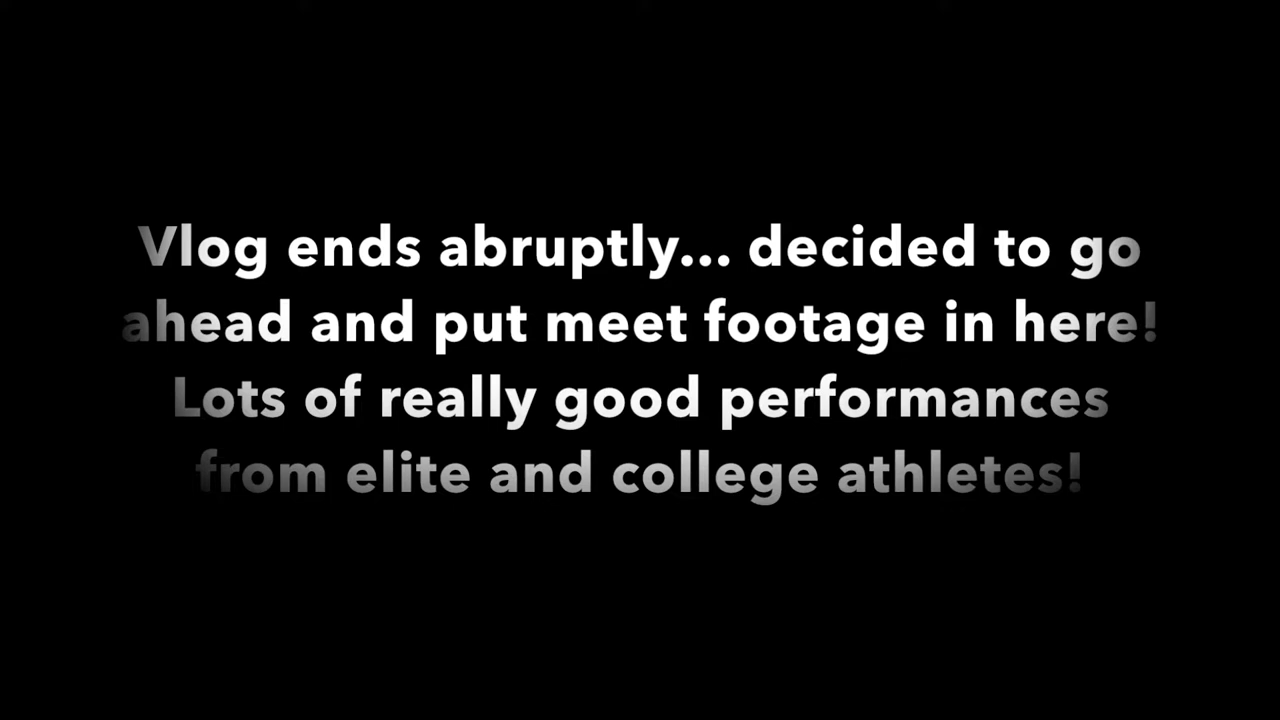 Vlog ends abruptly... decided to go
ahead and put meet footage in here!
Lots of really good performances
from elite and college athletes!